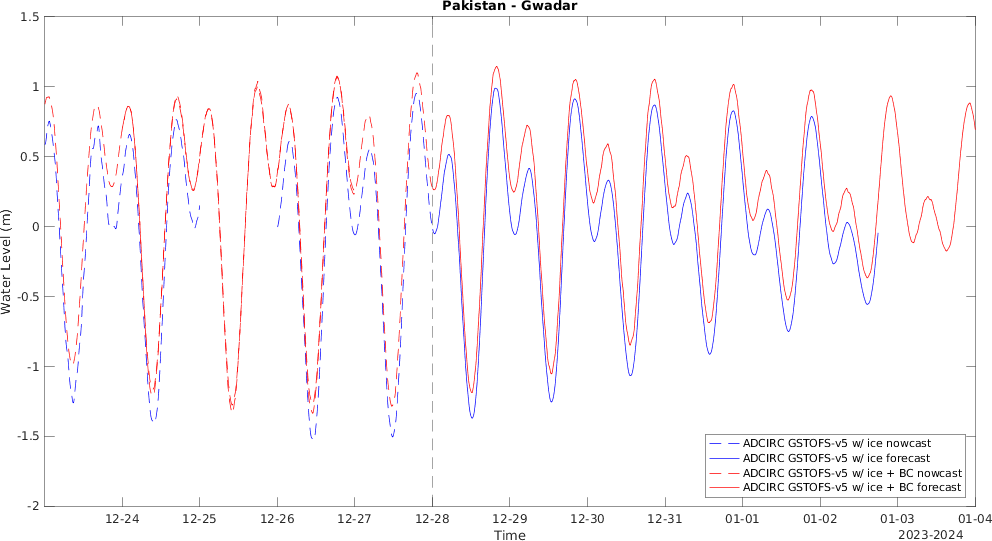 Pakistan - Gwadar
Water Level (m)
1.5
1
0.5
0
-0.5
-1
-1.5
-2
ADCIRC GSTOFS-v5 w/ ice nowcast
ADCIRC GSTOFS-v5 w/ ice forecast
ADCIRC GSTOFS-v5 w/ ice + BC nowcast
ADCIRC GSTOFS-v5 w/ ice + BC forecast
12-24 12-25 12-26 12-27 12-28 12-29 12-30 12-31 01-01 01-02 01-03 01-04
Time
2023-2024